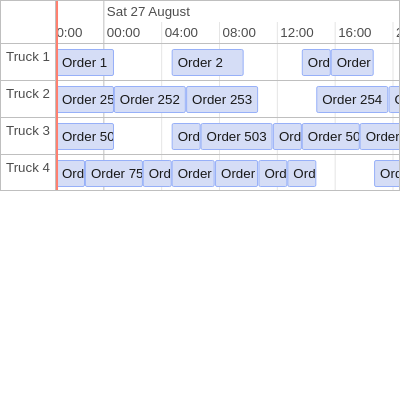 Sat 27 August
0:00 00:00 04:00 08:00 12:00 16:00 2
Truck 1 Order 1 Order 2 Ord Order
Truck 2 Order 25 Order 252 Order 253 Order 254
Truck 3 Order 50 Ord Order 503 Ord Order 50 Order
Truck 4 Ord Order 75 Ord Order Order Ord Ord Ord